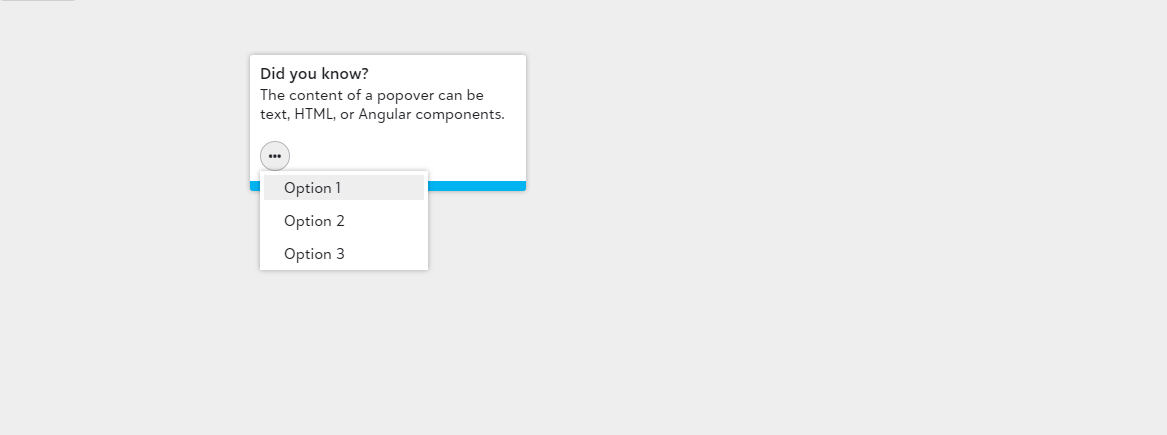 Did you know?
The content of a popover can be
text, HTML, or Angular components.
Option 1
Option 2
Option 3